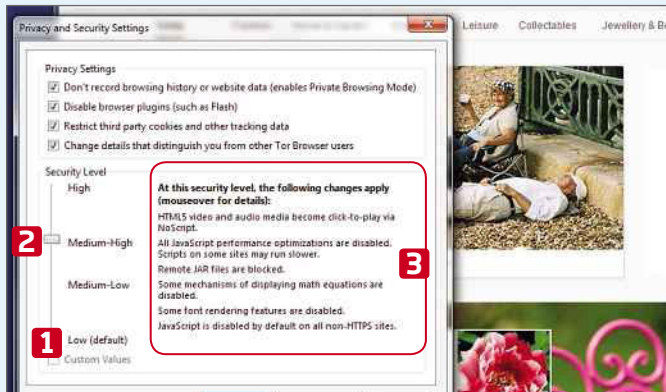 Privacy and Security Settings
Leisure Collectables Jewellery & Be
Privacy Settings
Don't record browsing history or website data (enables Private Browsing Mode)
Disable browser plugins (such as Flash)
Restrict third party cookies and other tracking data
Change details that distinguish you from other Tor Browser users
Security Level
High
2
Medium-High
Medium-Low
1
Low (default)
Custom Values
At this security level, the following changes apply
(mouseover for details):
HTML5 video and audio media become click-to-play via
NoScript.
All JavaScript performance optimizations are disabled.
Scripts on some sites may run slower.
3
Remote JAR files are blocked.
Some mechanisms of displaying math equations are
disabled.
Some font rendering features are disabled.
JavaScript is disabled by default on all non-HTTPS sites.